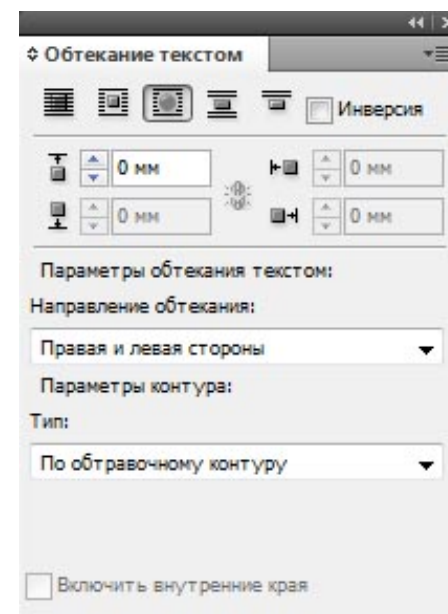 Обтекание текстом
Инверсия
0 мм 0 мм
0 мм 0 мм
Параметры обтекания текстом:
Направление обтекания:
Правая и левая стороны
Параметры контура:
Тип:
По обтравочному контуру
Включить внутренние края